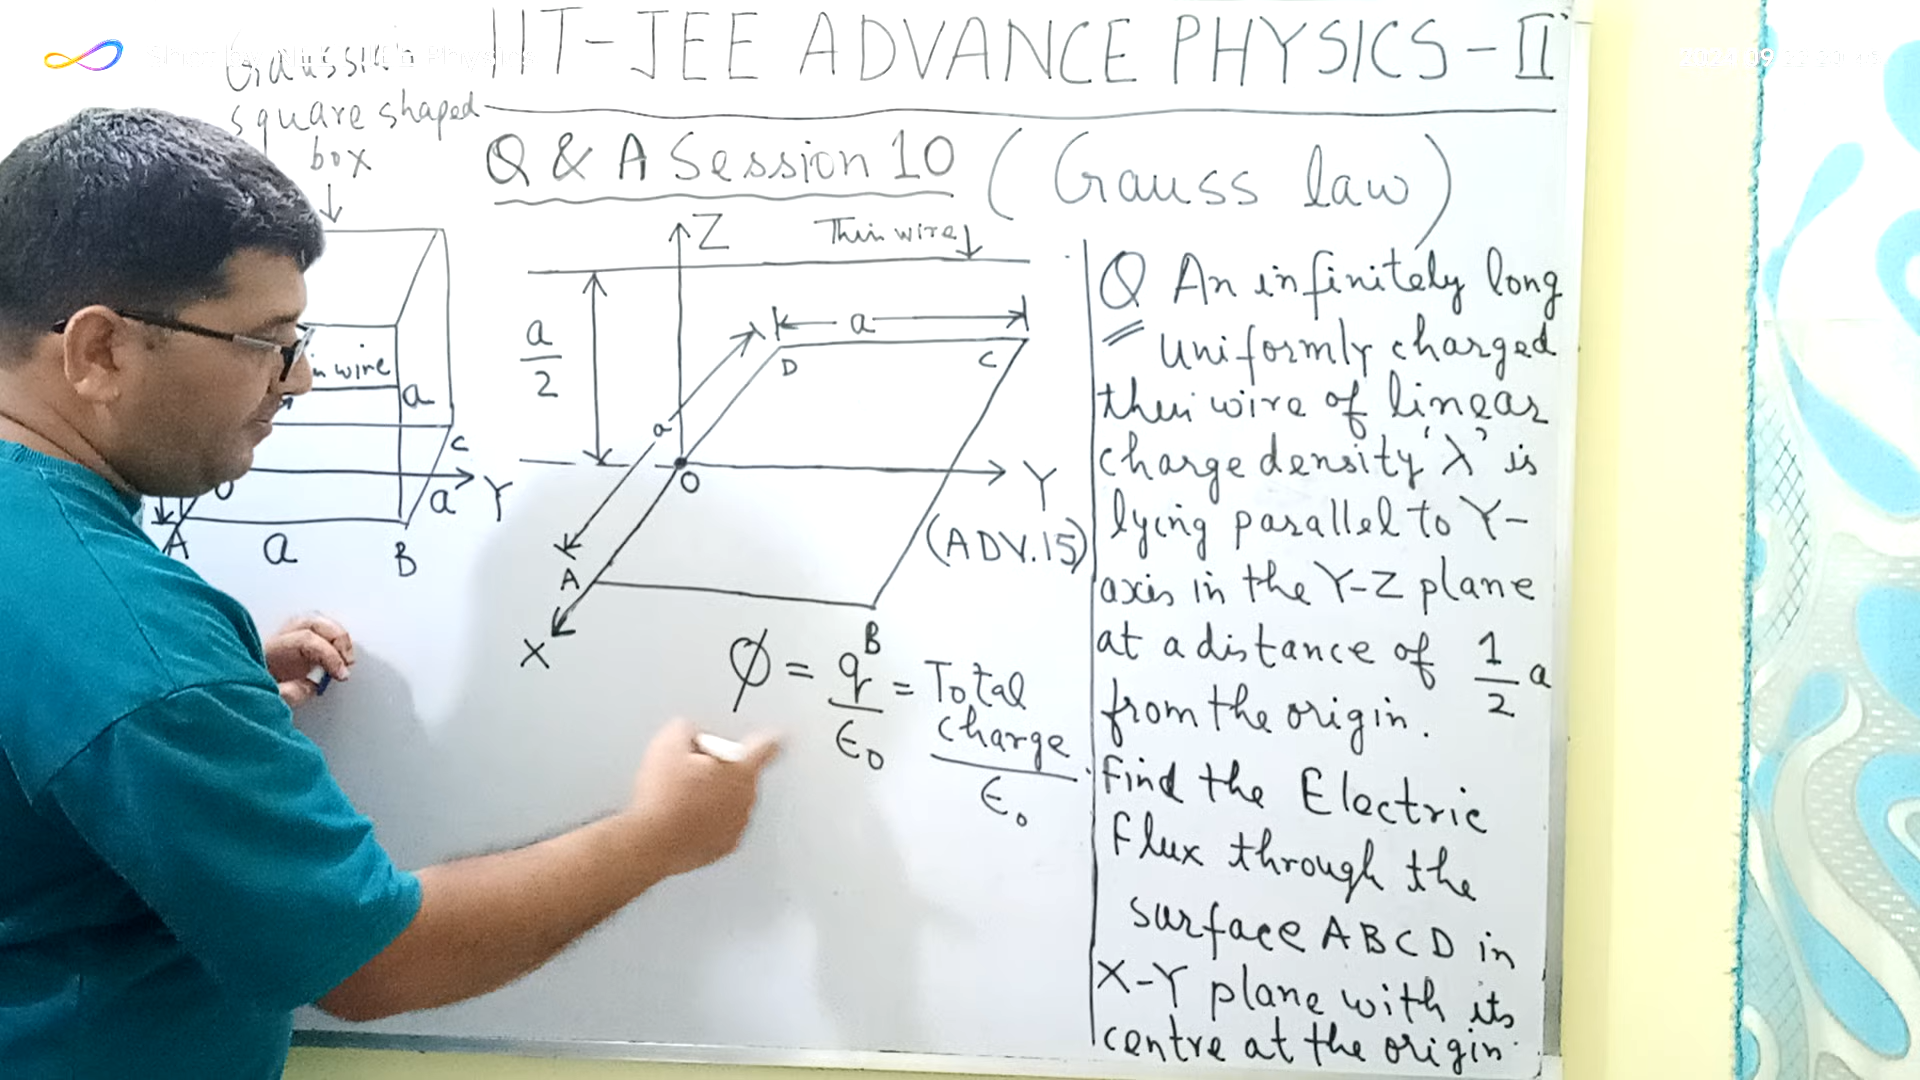 IIT-JEE ADVANCE PHYSICS-II
Gaussi
square shaped
box
Q & A Session 10 (Gauss law)
in wire
a
C
Y
a
A
a
B
Z
Thin wire
a
2
a
D
C
a
O
Y
(ADV.15)
A
X
B
ϕ = q = Total
charge
ϵ0
ϵ0
Q An infinitely long
uniformly charged
thin wire of linear
charge density 'λ' is
lying parallel to Y-
axis in the Y-Z plane
at a distance of 1/2 a
from the origin.
Find the Electric
Flux through the
surface ABCD in
X-Y plane with its
centre at the origin.